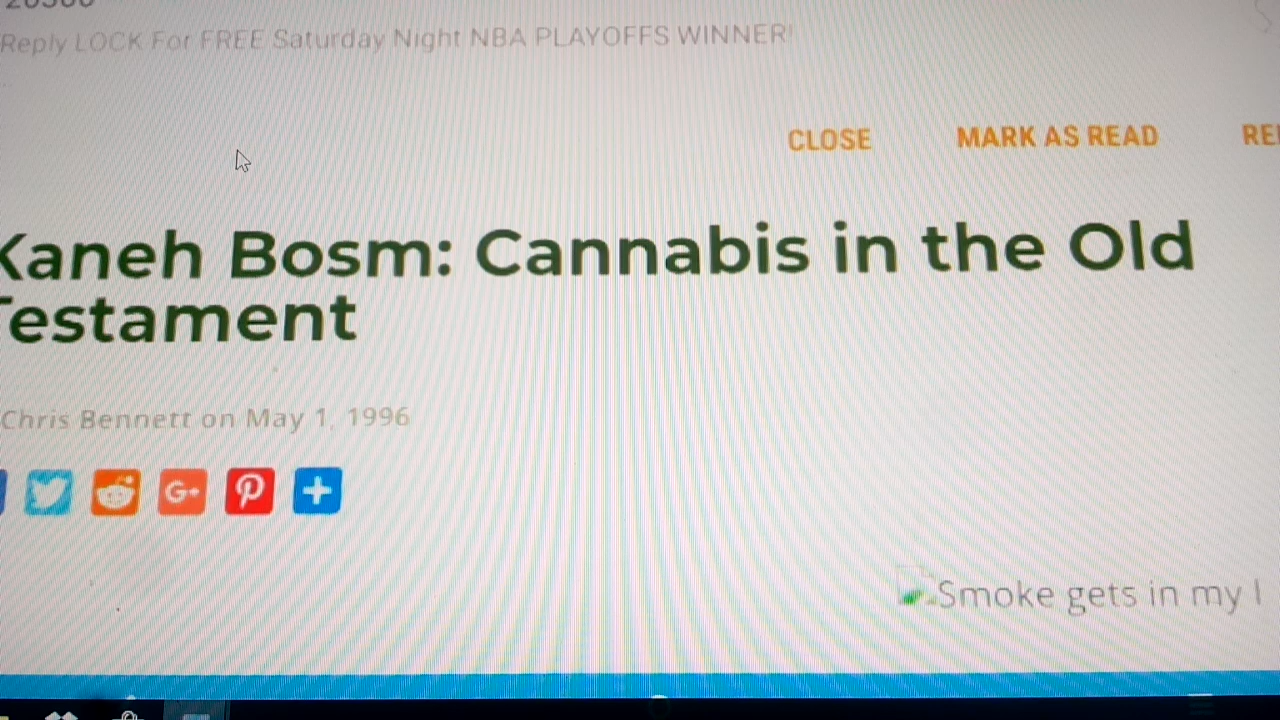 Reply LOCK For FREE Saturday Night NBA PLAYOFFS WINNER!
CLOSE MARK AS READ
Kaneh Bosm: Cannabis in the Old
Testament
Chris Bennett on May 1, 1996
G+
Smoke gets in my